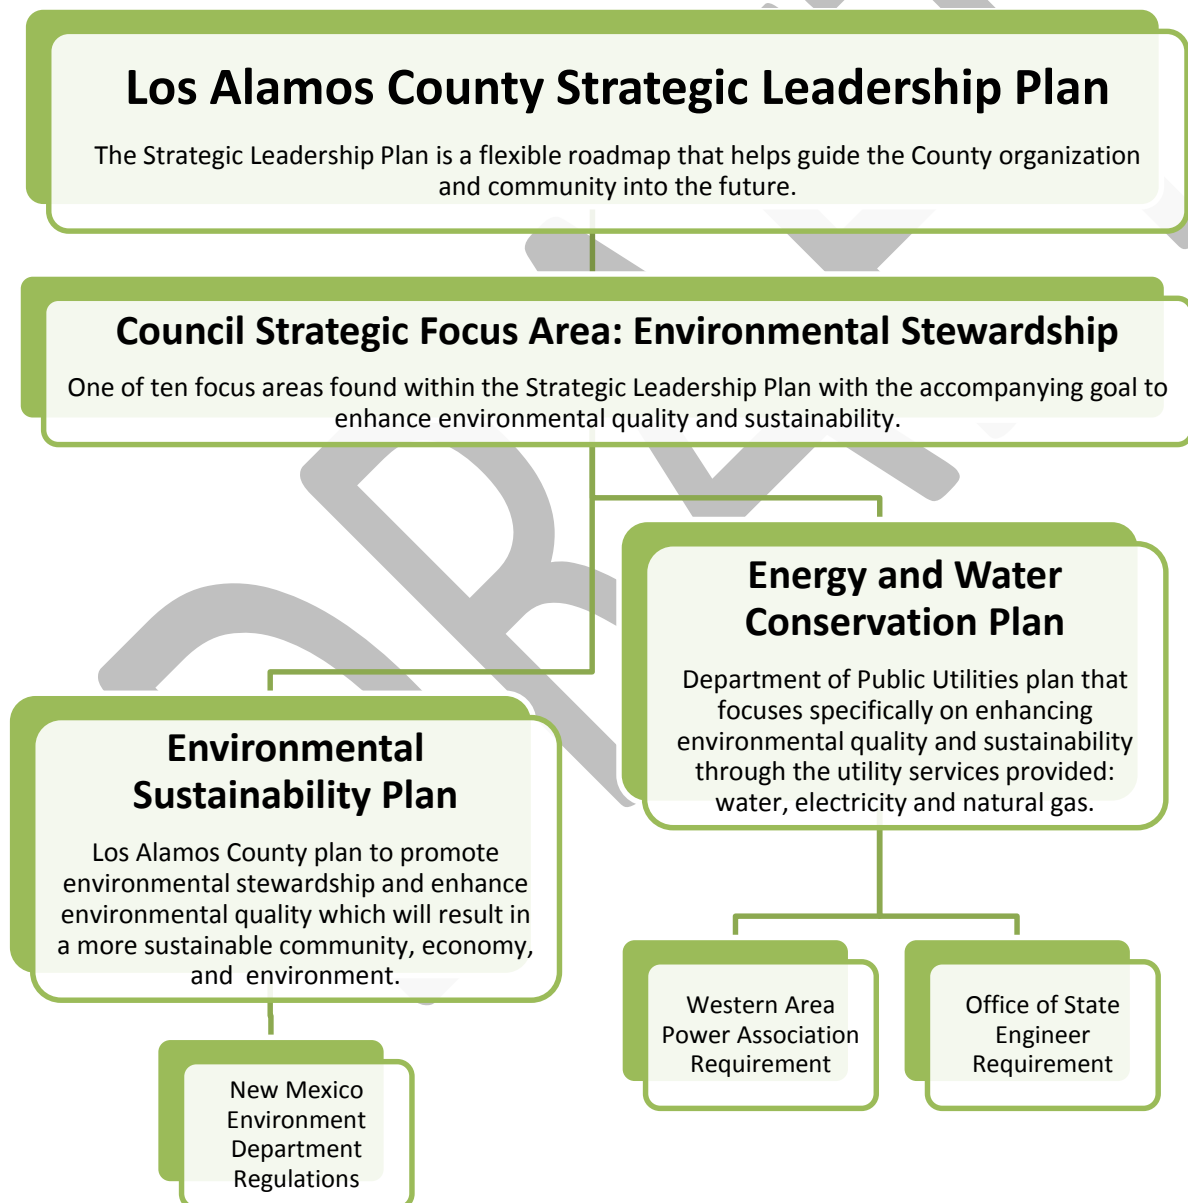 Los Alamos County Strategic Leadership Plan
The Strategic Leadership Plan is a flexible roadmap that helps guide the County organization
and community into the future.
Council Strategic Focus Area: Environmental Stewardship
One of ten focus areas found within the Strategic Leadership Plan with the accompanying goal to
enhance environmental quality and sustainability.
Energy and Water
Conservation Plan
Department of Public Utilities plan that
focuses specifically on enhancing
environmental quality and sustainability
through the utility services provided:
water, electricity and natural gas.
Environmental
Sustainability Plan
Los Alamos County plan to promote
environmental stewardship and enhance
environmental quality which will result in
a more sustainable community, economy,
and environment.
Western Area
Power Association
Requirement
Office of State
Engineer
Requirement
New Mexico
Environment
Department
Regulations